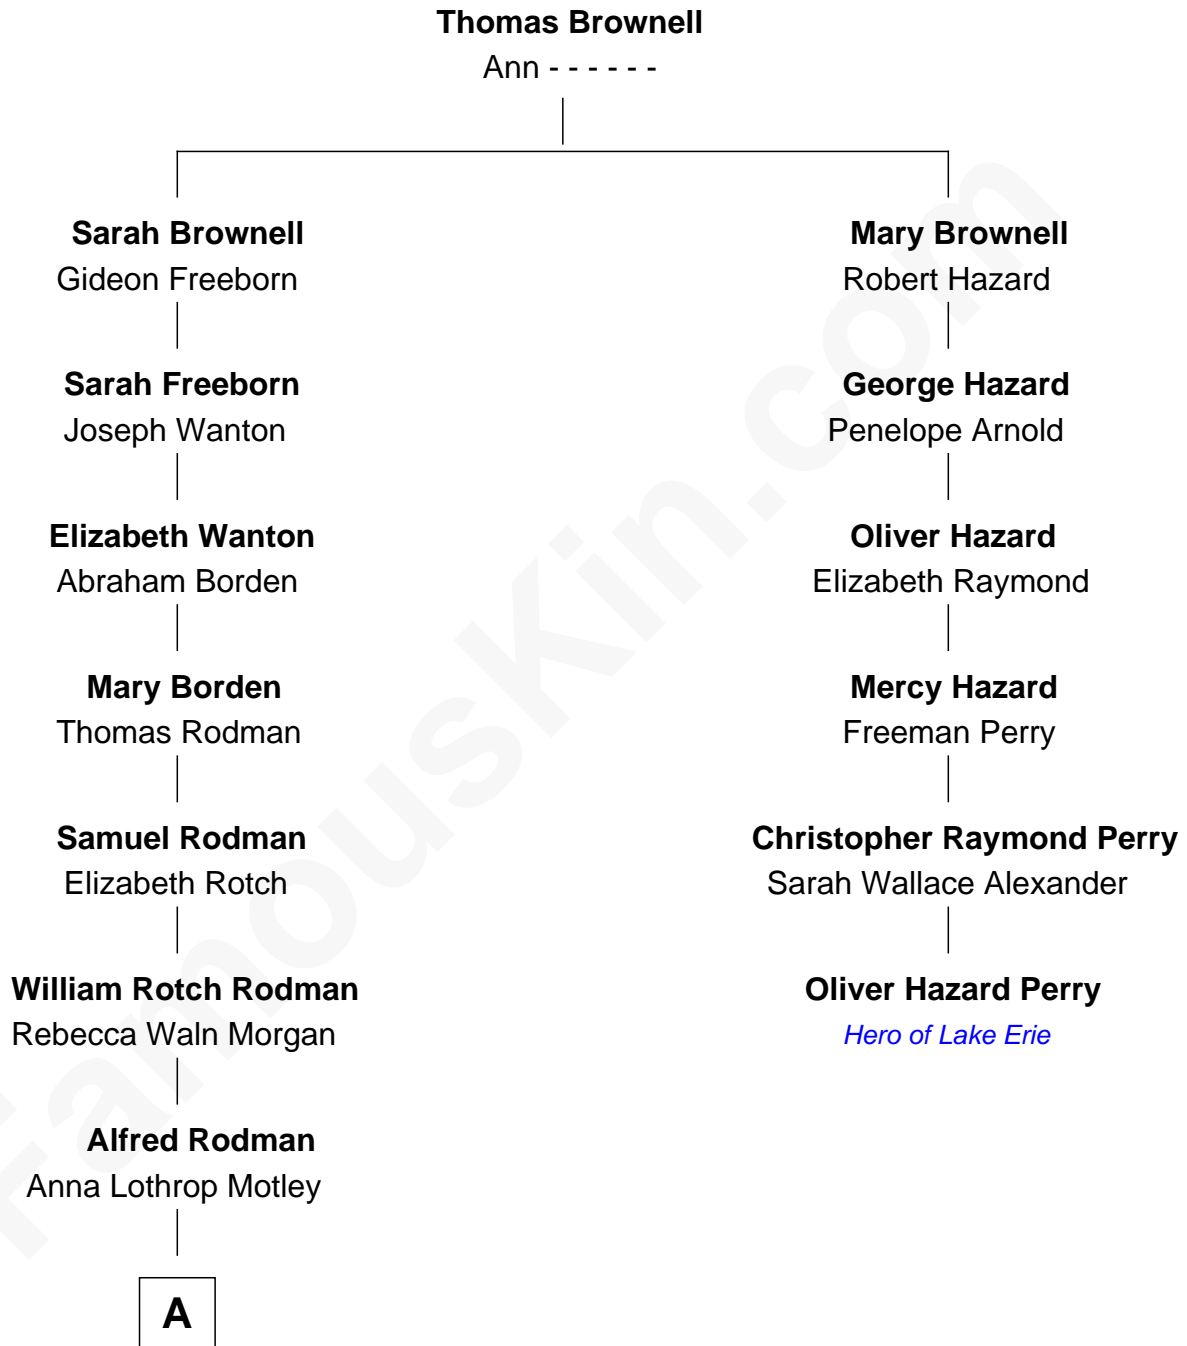 Thomas Brownell
Ann - - - - - -
Sarah Brownell
Gideon Freeborn
Mary Brownell
Robert Hazard
Sarah Freeborn
Joseph Wanton
George Hazard
Penelope Arnold
Elizabeth Wanton
Abraham Borden
Oliver Hazard
Elizabeth Raymond
Mary Borden
Thomas Rodman
Mercy Hazard
Freeman Perry
Samuel Rodman
Elizabeth Rotch
Christopher Raymond Perry
Sarah Wallace Alexander
William Rotch Rodman
Rebecca Waln Morgan
Oliver Hazard Perry
Hero of Lake Erie
Alfred Rodman
Anna Lothrop Motley
A
FamousKin.com